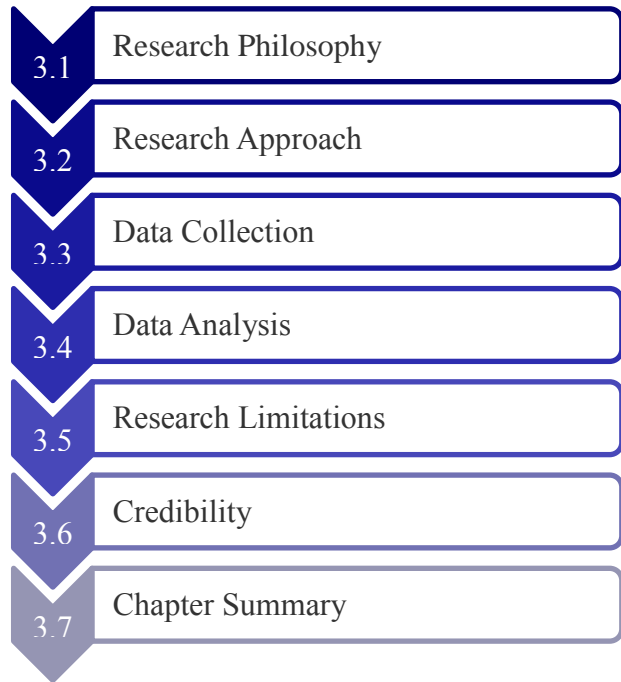 3.1 Research Philosophy
3.2 Research Approach
3.3 Data Collection
3.4 Data Analysis
3.5 Research Limitations
3.6 Credibility
3.7 Chapter Summary